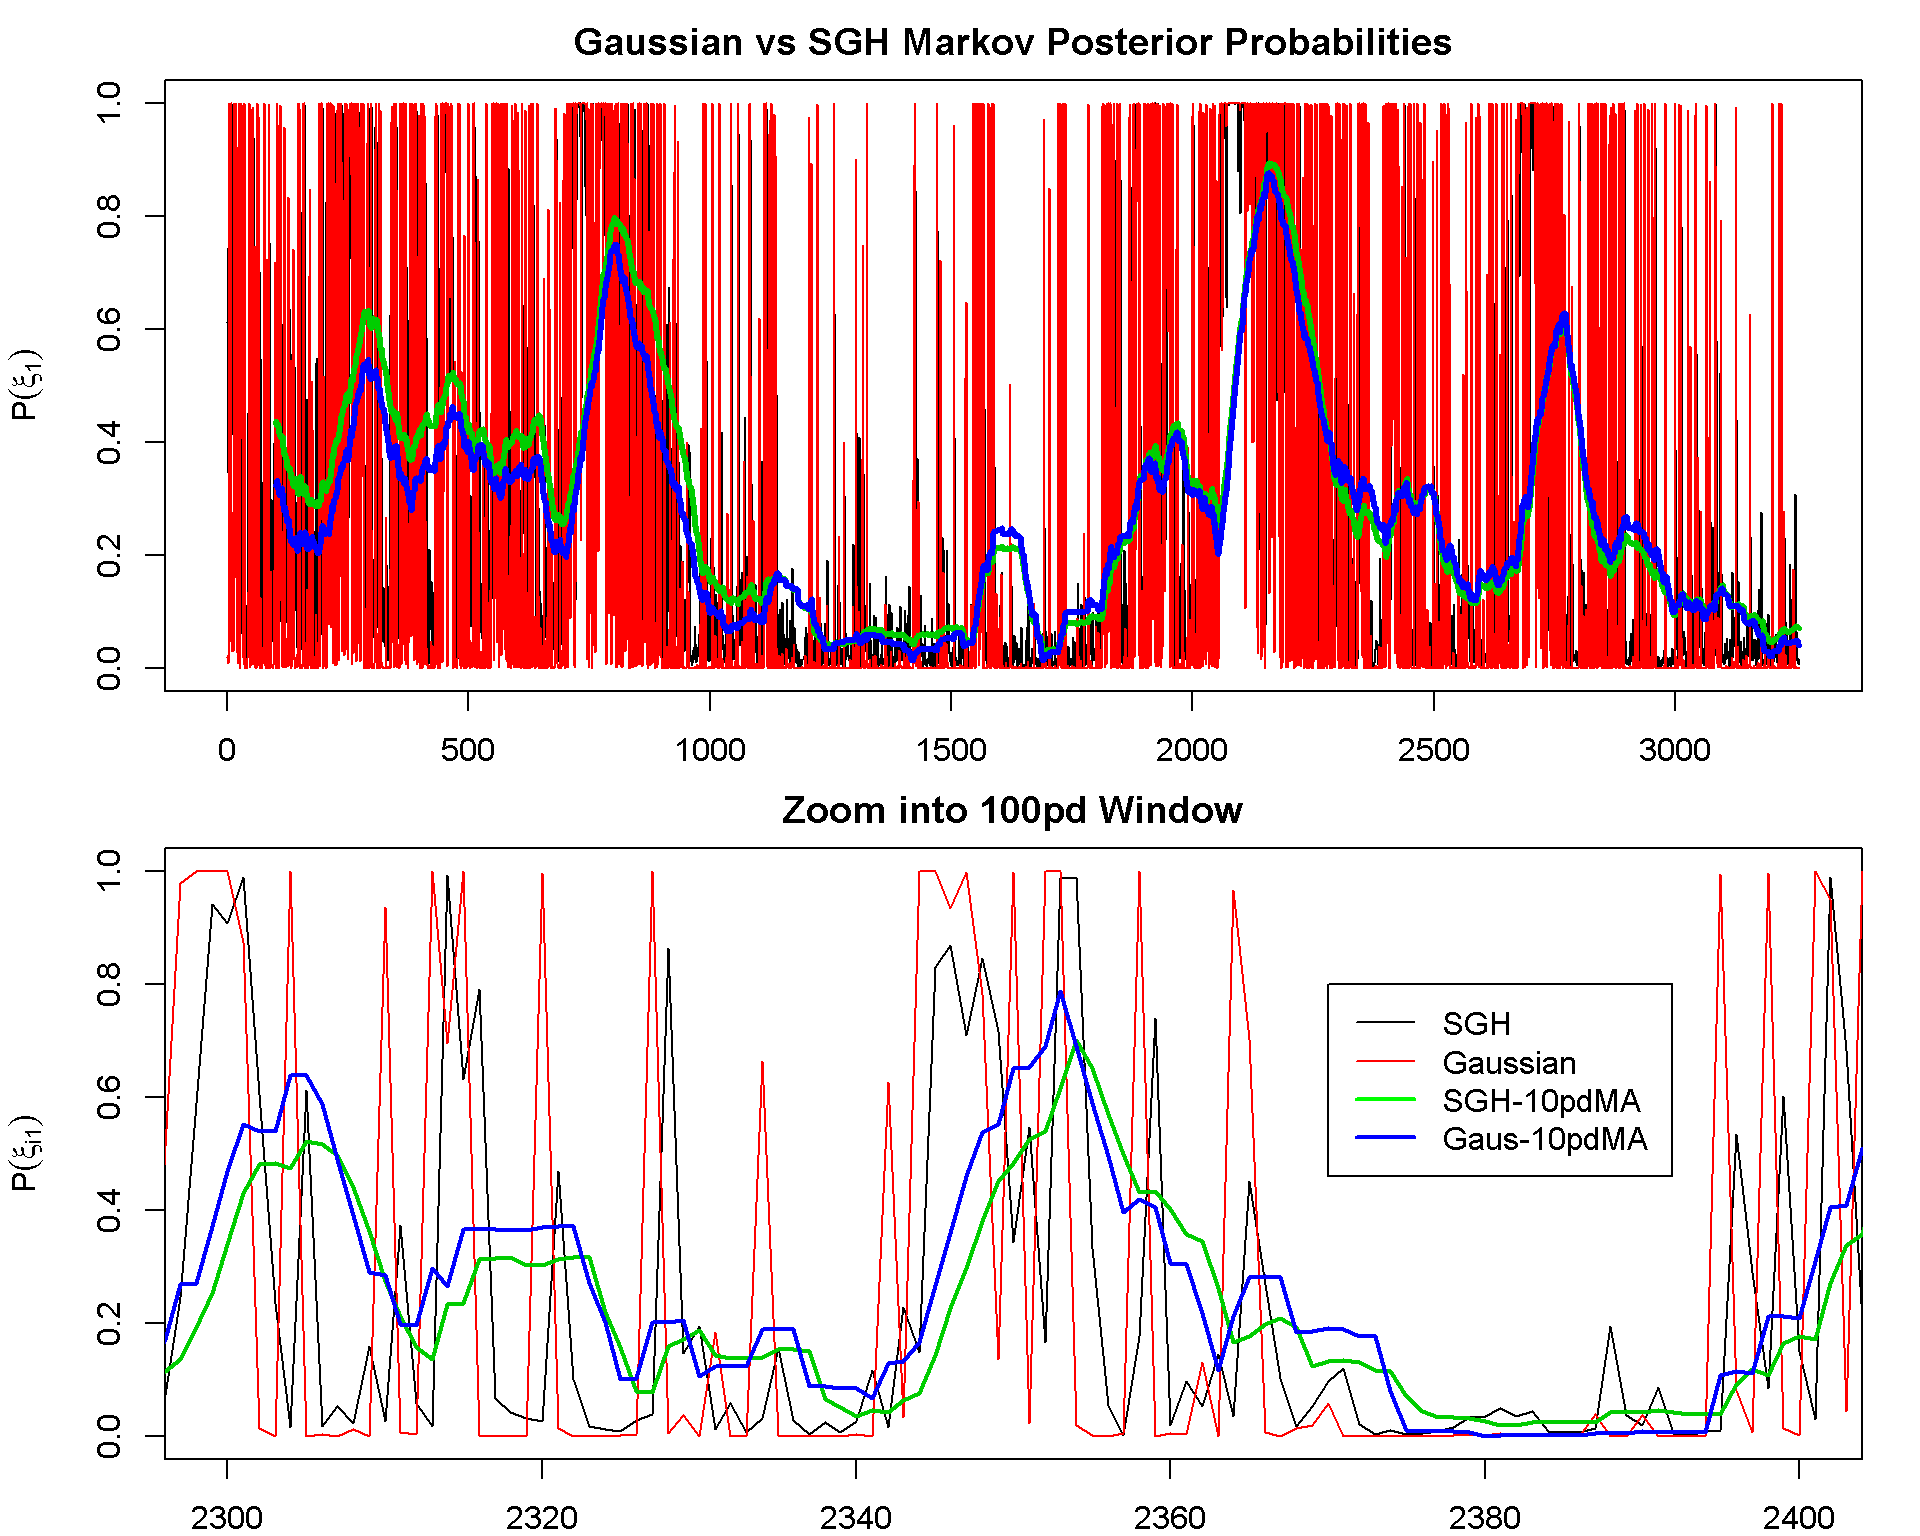 Gaussian vs SGH Markov Posterior Probabilities
P(ξ1)
1.0
0.8
0.6
0.4
0.2
0.0
0 500 1000 1500 2000 2500 3000
Zoom into 100pd Window
P(ξi1)
1.0
0.8
0.6
0.4
0.2
0.0
SGH
Gaussian
SGH-10pdMA
Gaus-10pdMA
2300 2320 2340 2360 2380 2400